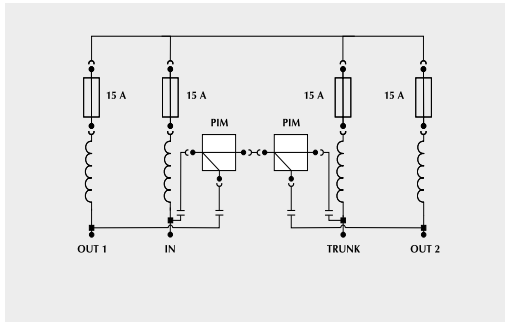 15 A 15 A 15 A 15 A
PIM PIM
OUT 1 IN TRUNK OUT 2